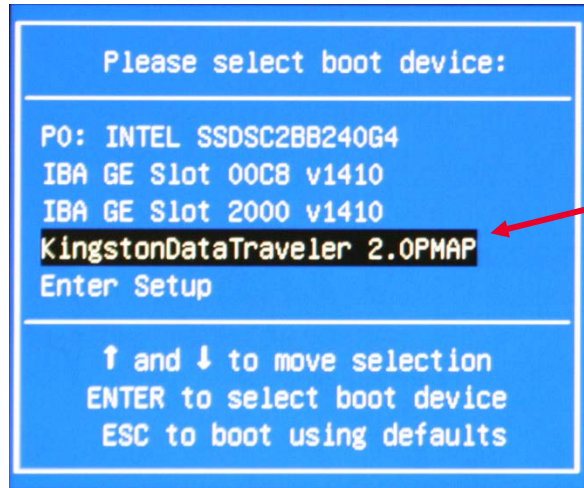 Please select boot device:
P0: INTEL SSDSC2BB240G4
IBA GE Slot 00C8 v1410
IBA GE Slot 2000 v1410
KingstonDataTraveler 2.0PMAP
Enter Setup
↑ and ↓ to move selection
ENTER to select boot device
ESC to boot using defaults